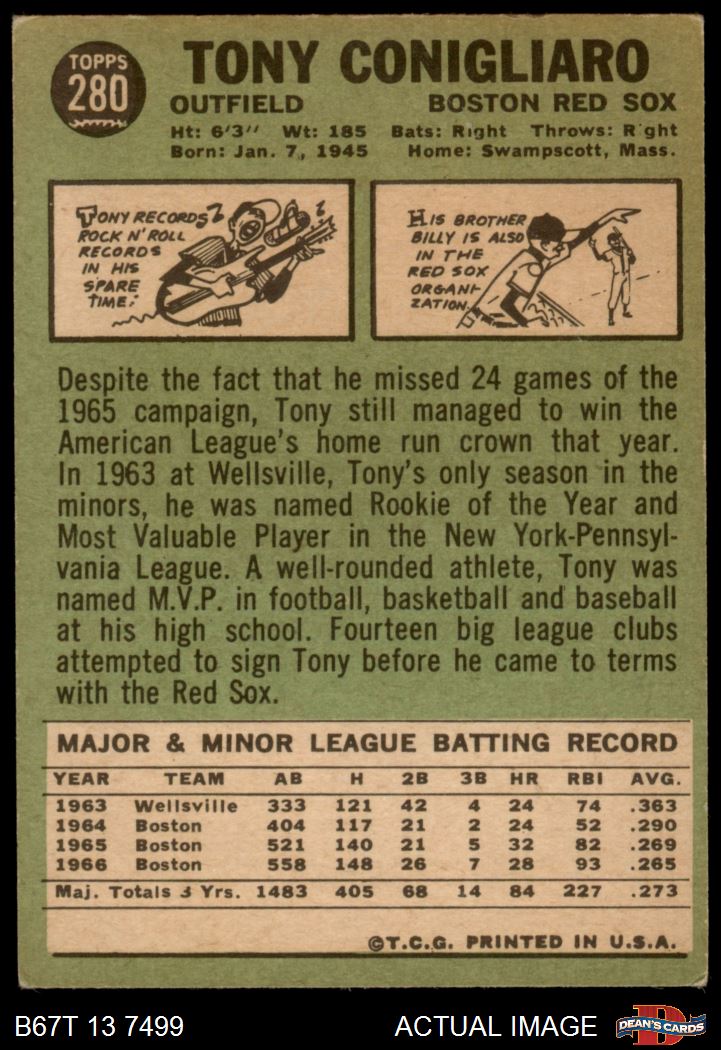 TOPPS
280
TONY CONIGLIARO
OUTFIELD BOSTON RED SOX
Ht: 6'3" Wt: 185 Bats: Right Throws: R ght
Born: Jan. 7, 1945 Home: Swampscott, Mass.
TONY RECORDS
ROCK N' ROLL
RECORDS
IN HIS
SPARE
TIME.
HIS BROTHER
BILLY IS ALSO
IN THE
RED SOX
ORGANI-
ZATION.
Despite the fact that he missed 24 games of the
1965 campaign, Tony still managed to win the
American League's home run crown that year.
In 1963 at Wellsville, Tony's only season in the
minors, he was named Rookie of the Year and
Most Valuable Player in the New York-Pennsyl-
vania League. A well-rounded athlete, Tony was
named M.V.P. in football, basketball and baseball
at his high school. Fourteen big league clubs
attempted to sign Tony before he came to terms
with the Red Sox.
MAJOR & MINOR LEAGUE BATTING RECORD
YEAR TEAM AB H 2B 3B HR RBI AVG.
1963 Wellsville 333 121 42 4 24 74 .363
1964 Boston 404 117 21 2 24 52 .290
1965 Boston 521 140 21 5 32 82 .269
1966 Boston 558 148 26 7 28 93 .265
Maj. Totals 3 Yrs. 1483 405 68 14 84 227 .273
©T.C.G. PRINTED IN U.S.A.
B67T 13 7499 ACTUAL IMAGE
D
DEAN'S CARDS